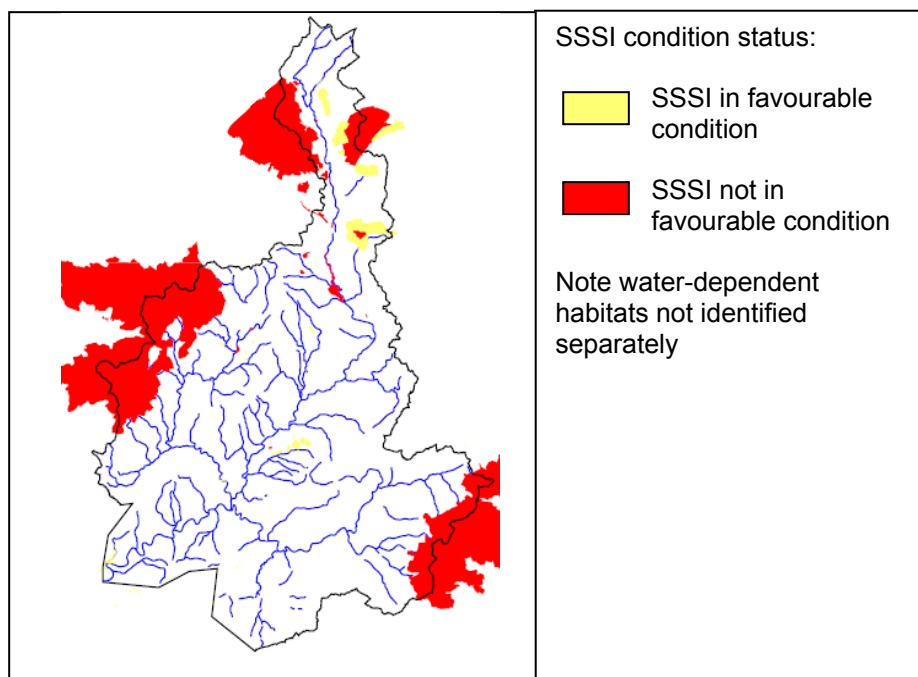 SSSI condition status:
SSSI in favourable
condition
SSSI not in
favourable condition
Note water-dependent
habitats not identified
separately